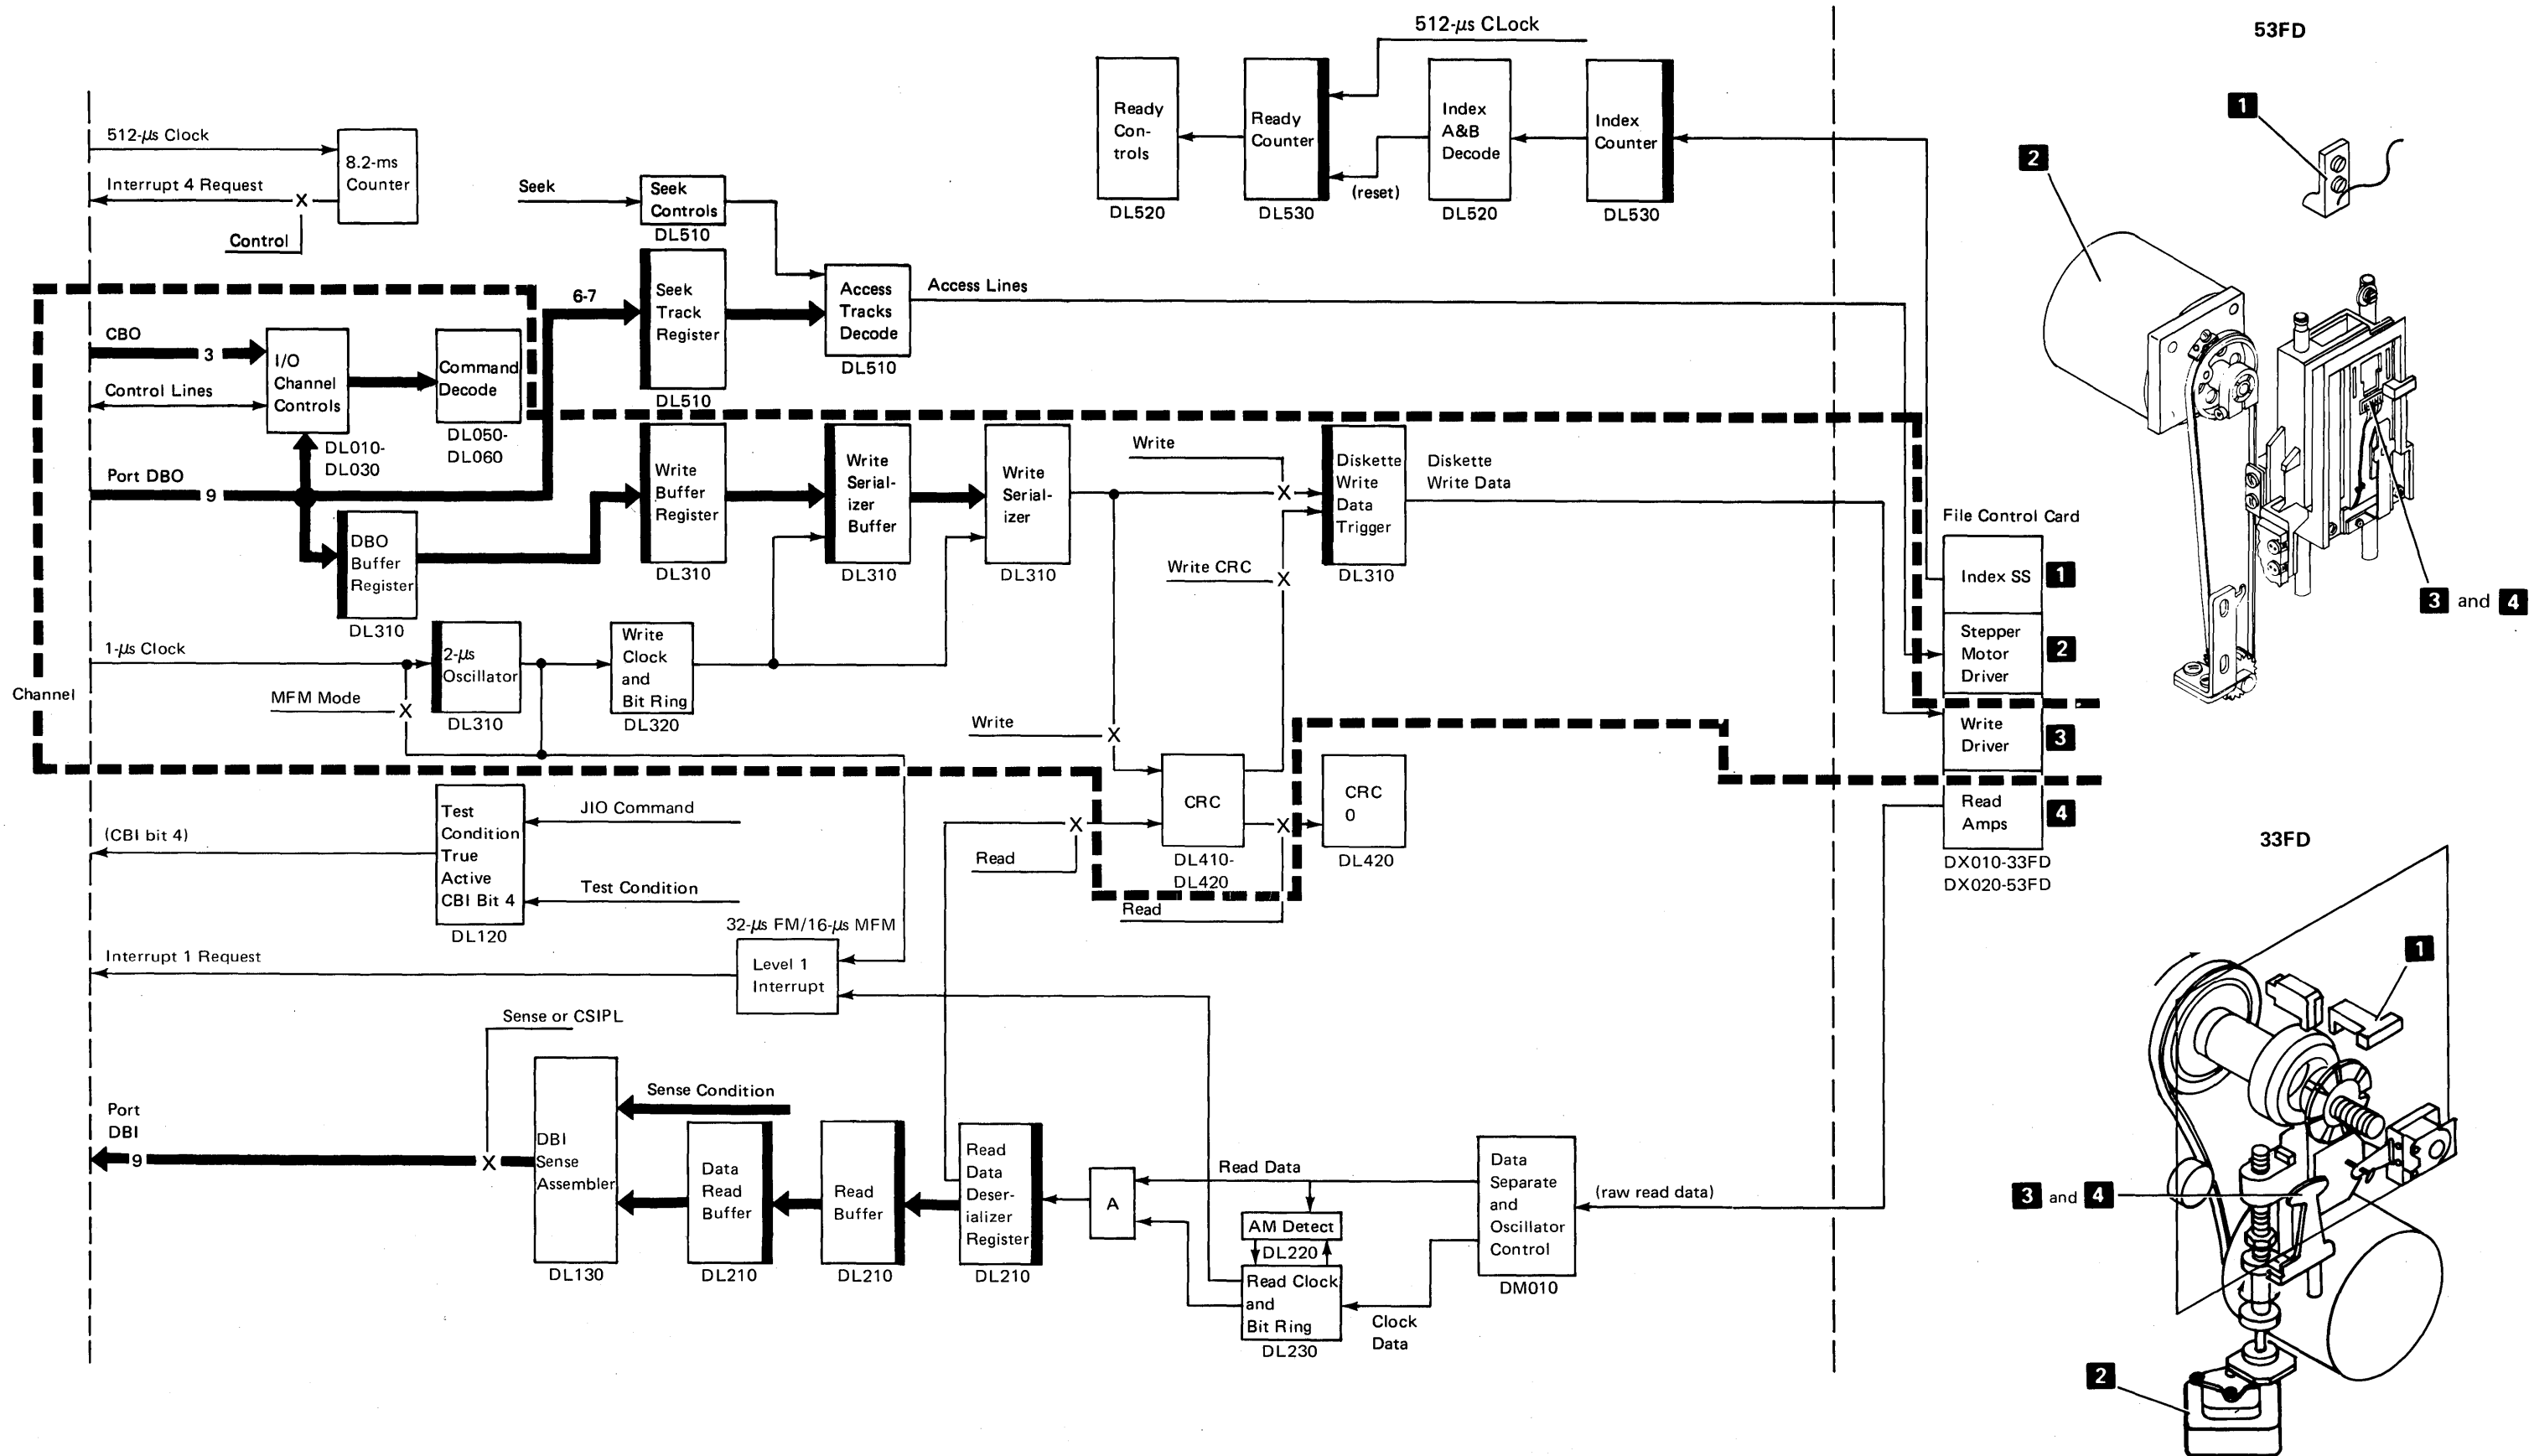 512-μs CLock
53FD
Ready
Con-
trols
DL520
Ready
Counter
DL530
(reset)
Index
A&B
Decode
DL520
Index
Counter
DL530
1
2
3 and 4
512-μs Clock
8.2-ms
Counter
Interrupt 4 Request
X
Control
Seek
Seek
Controls
DL510
6-7
Seek
Track
Register
DL510
Access
Tracks
Decode
DL510
Access Lines
CBO
3
Control Lines
I/O
Channel
Controls
DL010-
DL030
Command
Decode
DL050-
DL060
Port DBO
9
DBO
Buffer
Register
DL310
Write
Buffer
Register
DL310
Write
Serial-
izer
Buffer
DL310
Write
Serial-
izer
DL310
Write
X
Write CRC
X
Diskette
Write
Data
Trigger
DL310
Diskette
Write Data
File Control Card
Index SS
1
Stepper
Motor
Driver
2
Write
Driver
3
Read
Amps
4
DX010-33FD
DX020-53FD
1-μs Clock
MFM Mode
X
2-μs
Oscillator
DL310
Write
Clock
and
Bit Ring
DL320
Channel
Write
X
CRC
DL410-
DL420
X
Read
X
Read
CRC
0
DL420
(CBI bit 4)
Test
Condition
True
Active
CBI Bit 4
DL120
JIO Command
Test Condition
32-μs FM/16-μs MFM
Interrupt 1 Request
Level 1
Interrupt
Sense or CSIPL
Port
DBI
9
X
DBI
Sense
Assembler
DL130
Sense Condition
Data
Read
Buffer
DL210
Read
Buffer
DL210
Read
Data
Deser-
ializer
Register
DL210
A
Read Data
AM Detect
DL220
Read Clock
and
Bit Ring
DL230
Clock
Data
Data
Separate
and
Oscillator
Control
DM010
(raw read data)
33FD
1
3 and 4
2